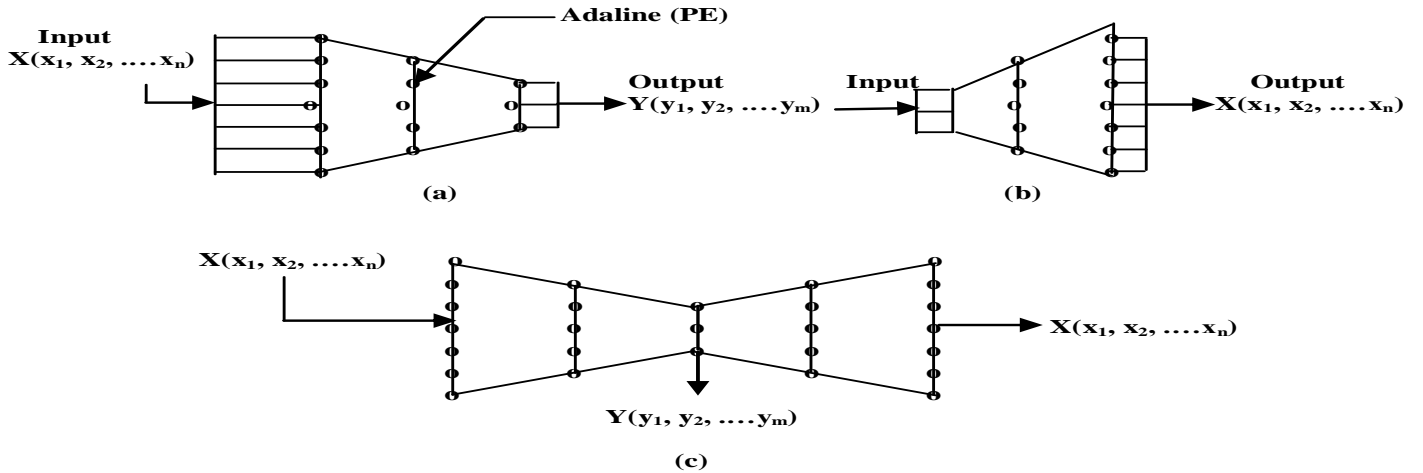 Adaline (PE)
Input
X(x₁, x₂, ….xₙ)
Output
Y(y₁, y₂, ….yₘ)
(a)
Input
Output
X(x₁, x₂, ….xₙ)
(b)
X(x₁, x₂, ….xₙ)
X(x₁, x₂, ….xₙ)
Y(y₁, y₂, ….yₘ)
(c)